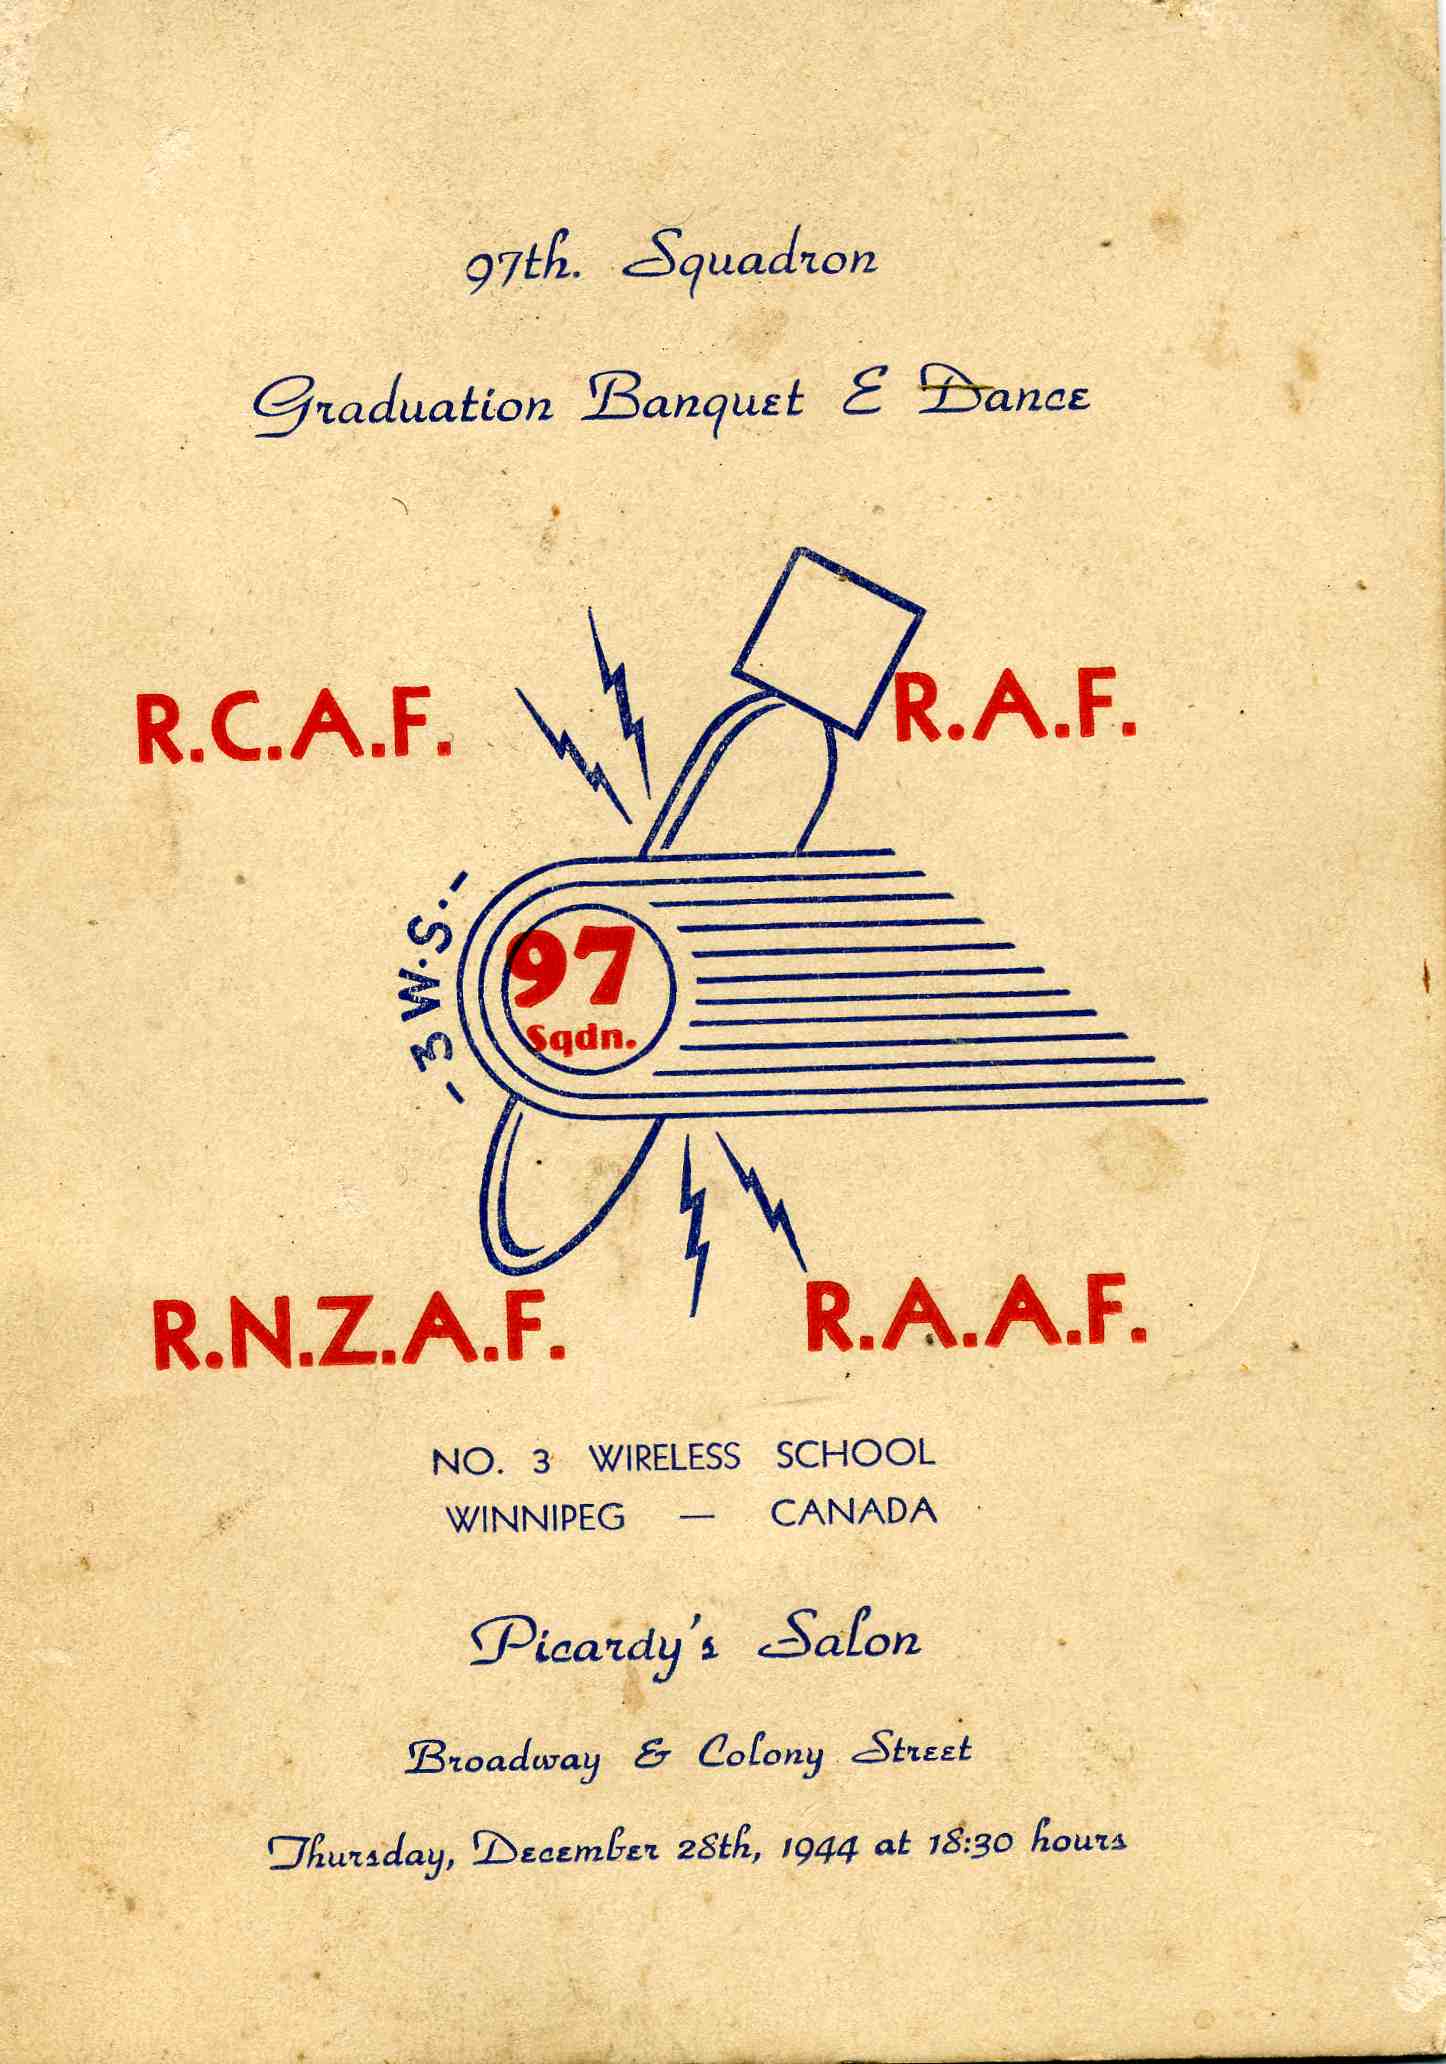 97th. Squadron
Graduation Banquet & Dance
R.C.A.F.
R.A.F.
- 3 W.S. -
97
Sqdn.
R.N.Z.A.F.
R.A.A.F.
NO. 3 WIRELESS SCHOOL
WINNIPEG — CANADA
Picardy's Salon
Broadway & Colony Street
Thursday, December 28th, 1944 at 18:30 hours